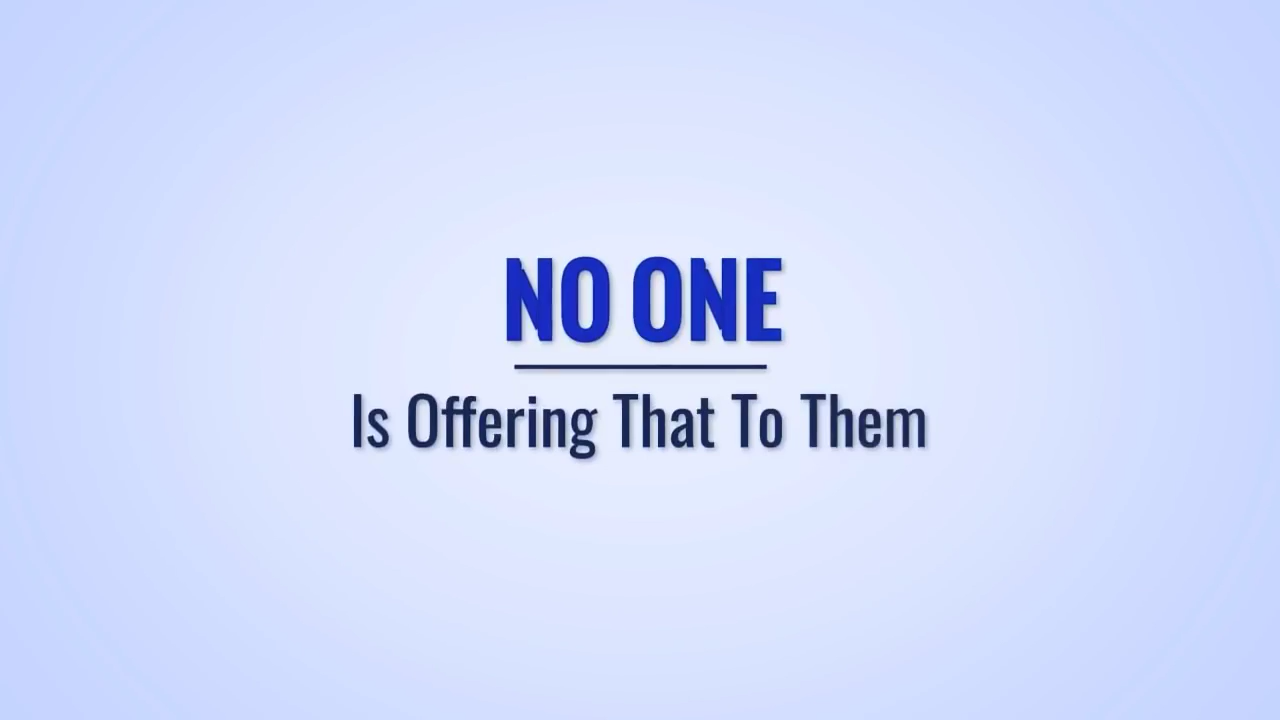 NO ONE
Is Offering That To Them